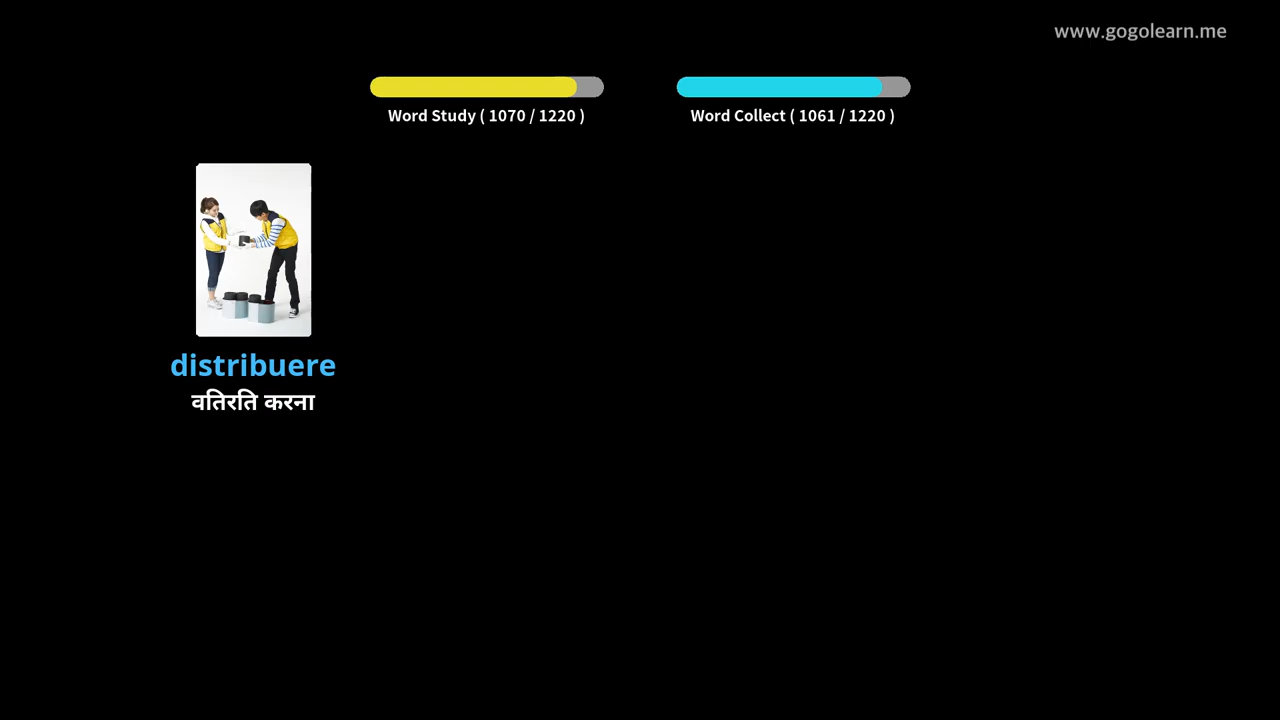 www.gogolearn.me
Word Study ( 1070 / 1220 )
Word Collect ( 1061 / 1220 )
distribuere
वतिरति करना